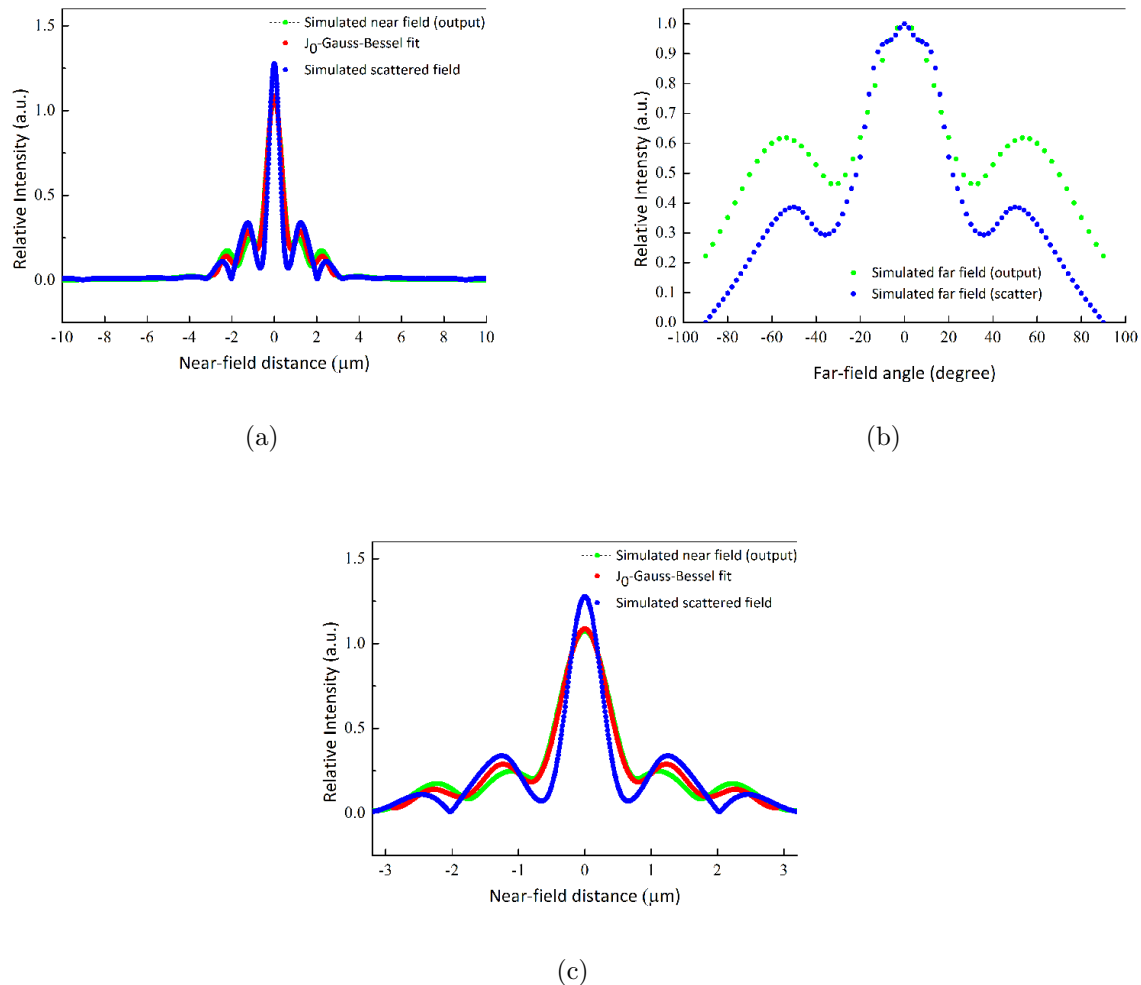 1.5
1.0
0.5
0.0
Relative Intensity (a.u.)
Simulated near field (output)
J0-Gauss-Bessel fit
Simulated scattered field
-10 -8 -6 -4 -2 0 2 4 6 8 10
Near-field distance (μm)
(a)
1.0
0.9
0.8
0.7
0.6
0.5
0.4
0.3
0.2
0.1
0.0
Relative Intensity (a.u.)
Simulated far field (output)
Simulated far field (scatter)
-100 -80 -60 -40 -20 0 20 40 60 80 100
Far-field angle (degree)
(b)
1.5
1.0
0.5
0.0
Relative Intensity (a.u.)
Simulated near field (output)
J0-Gauss-Bessel fit
Simulated scattered field
-3 -2 -1 0 1 2 3
Near-field distance (μm)
(c)